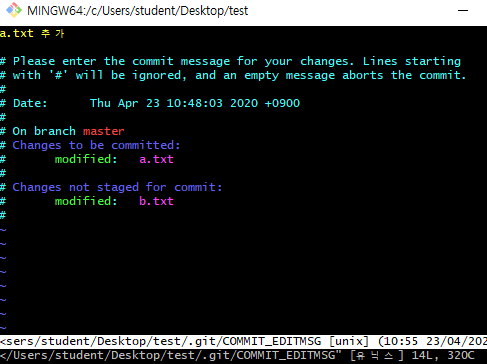 MINGW64:/c/Users/student/Desktop/test
a.txt 추가
# Please enter the commit message for your changes. Lines starting
# with '#' will be ignored, and an empty message aborts the commit.
#
# Date:      Thu Apr 23 10:48:03 2020 +0900
#
# On branch master
# Changes to be committed:
#       modified:   a.txt
#
# Changes not staged for commit:
#       modified:   b.txt
#
~
~
~
~
~
~
~
~
<sers/student/Desktop/test/.git/COMMIT_EDITMSG [unix] (10:55 23/04/202
</Users/student/Desktop/test/.git/COMMIT_EDITMSG" [유닉스] 14L, 320C